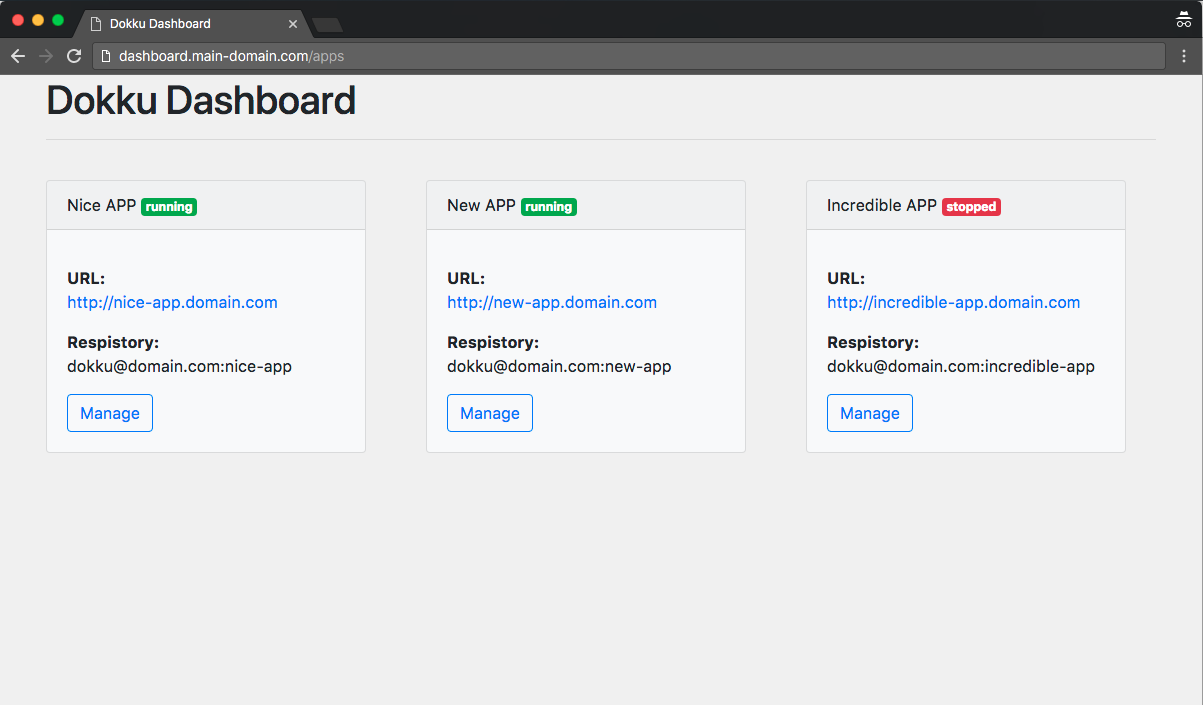 Dokku Dashboard
dashboard.main-domain.com/apps
Dokku Dashboard
Nice APP running
URL:
http://nice-app.domain.com
Respistory:
dokku@domain.com:nice-app
Manage
New APP running
URL:
http://new-app.domain.com
Respistory:
dokku@domain.com:new-app
Manage
Incredible APP stopped
URL:
http://incredible-app.domain.com
Respistory:
dokku@domain.com:incredible-app
Manage